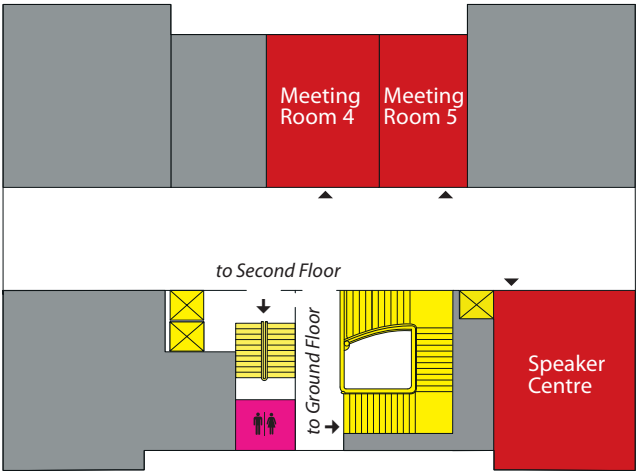 Meeting
Room 4
Meeting
Room 5
to Second Floor
to Ground Floor
Speaker
Centre